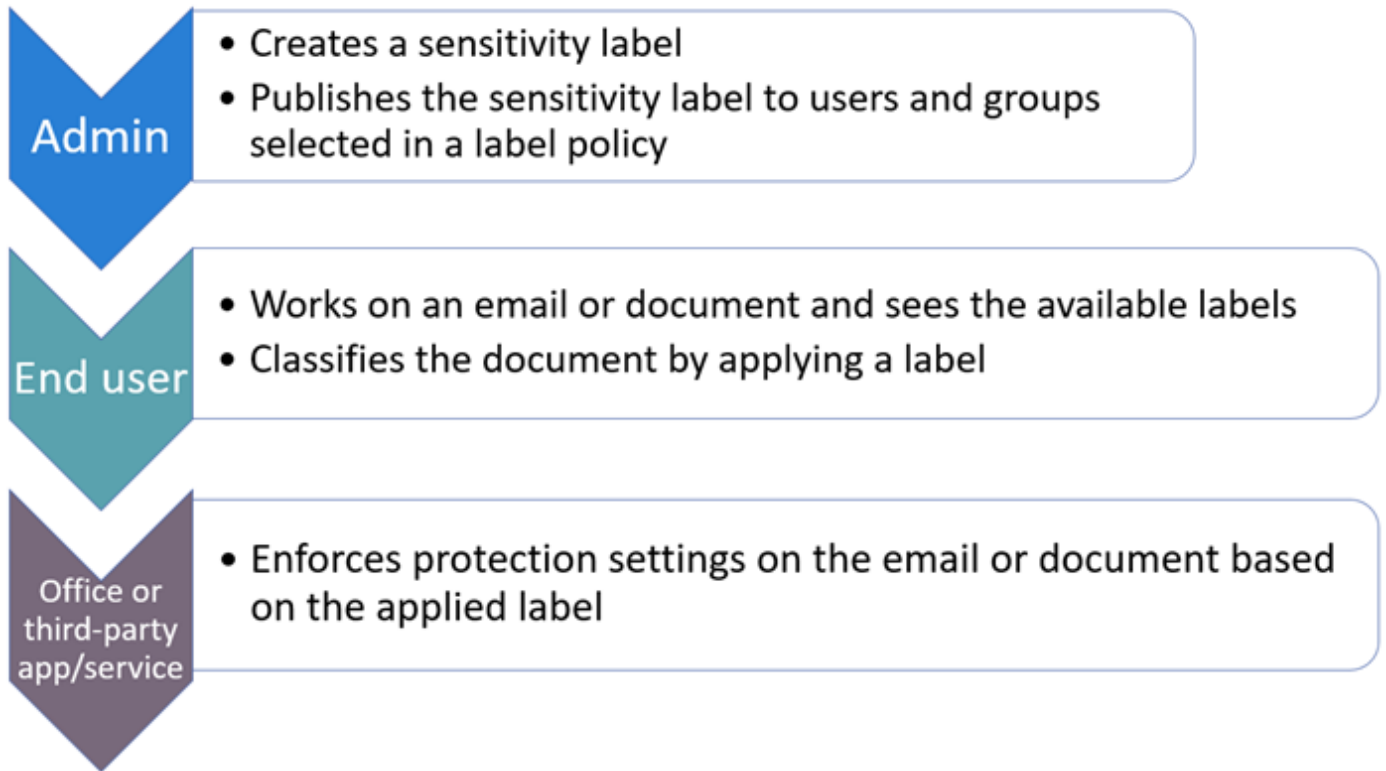 Admin
• Creates a sensitivity label
• Publishes the sensitivity label to users and groups
selected in a label policy
End user
• Works on an email or document and sees the available labels
• Classifies the document by applying a label
Office or
third-party
app/service
• Enforces protection settings on the email or document based
on the applied label